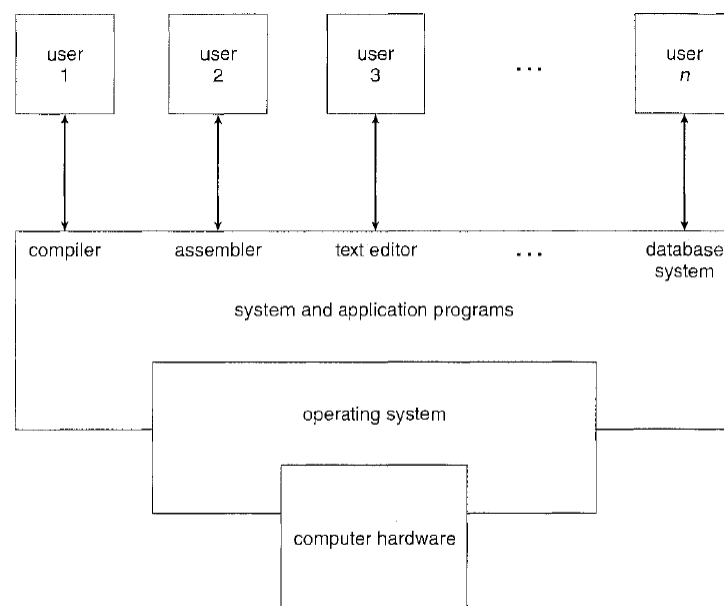 user
1
user
2
user
3
...
user
n
compiler
assembler
text editor
...
database
system
system and application programs
operating system
computer hardware